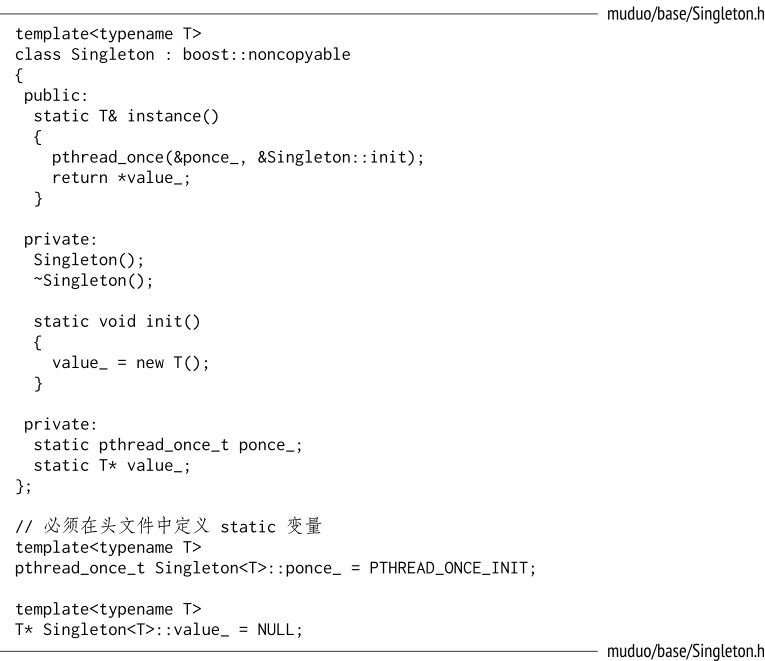 muduo/base/Singleton.h
template<typename T>
class Singleton : boost::noncopyable
{
 public:
  static T& instance()
  {
    pthread_once(&ponce_, &Singleton::init);
    return *value_;
  }

 private:
  Singleton();
  ~Singleton();

  static void init()
  {
    value_ = new T();
  }

 private:
  static pthread_once_t ponce_;
  static T* value_;
};

// 必须在头文件中定义 static 变量
template<typename T>
pthread_once_t Singleton<T>::ponce_ = PTHREAD_ONCE_INIT;

template<typename T>
T* Singleton<T>::value_ = NULL;
muduo/base/Singleton.h